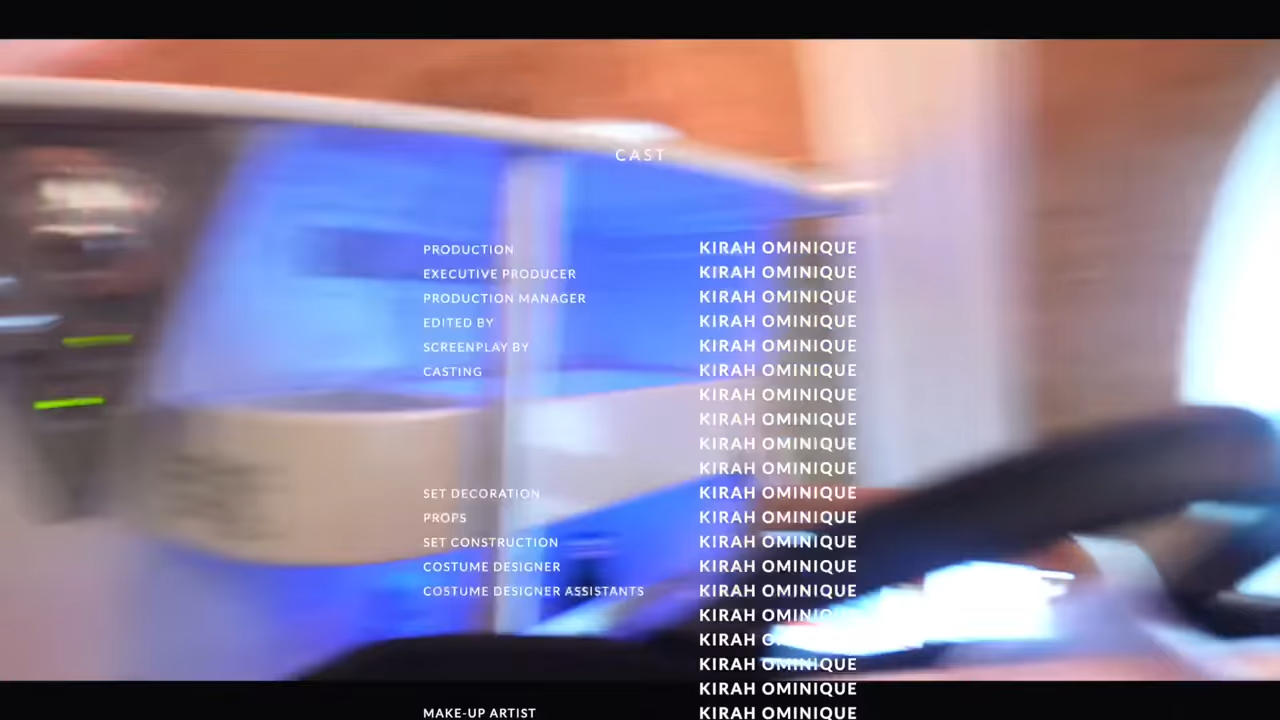 CAST
PRODUCTION KIRAH OMINIQUE
EXECUTIVE PRODUCER KIRAH OMINIQUE
PRODUCTION MANAGER KIRAH OMINIQUE
EDITED BY KIRAH OMINIQUE
SCREENPLAY BY KIRAH OMINIQUE
CASTING KIRAH OMINIQUE
KIRAH OMINIQUE
KIRAH OMINIQUE
KIRAH OMINIQUE
KIRAH OMINIQUE
SET DECORATION KIRAH OMINIQUE
PROPS KIRAH OMINIQUE
SET CONSTRUCTION KIRAH OMINIQUE
COSTUME DESIGNER KIRAH OMINIQUE
COSTUME DESIGNER ASSISTANTS KIRAH OMINIQUE
KIRAH OMINIQUE
KIRAH OMINIQUE
KIRAH OMINIQUE
KIRAH OMINIQUE
MAKE-UP ARTIST KIRAH OMINIQUE